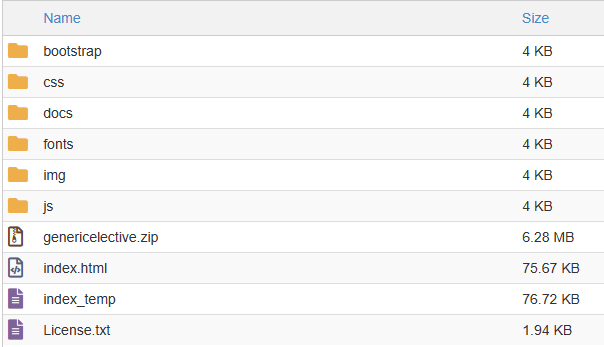 Name Size
bootstrap 4 KB
css 4 KB
docs 4 KB
fonts 4 KB
img 4 KB
js 4 KB
genericelective.zip 6.28 MB
index.html 75.67 KB
index_temp 76.72 KB
License.txt 1.94 KB